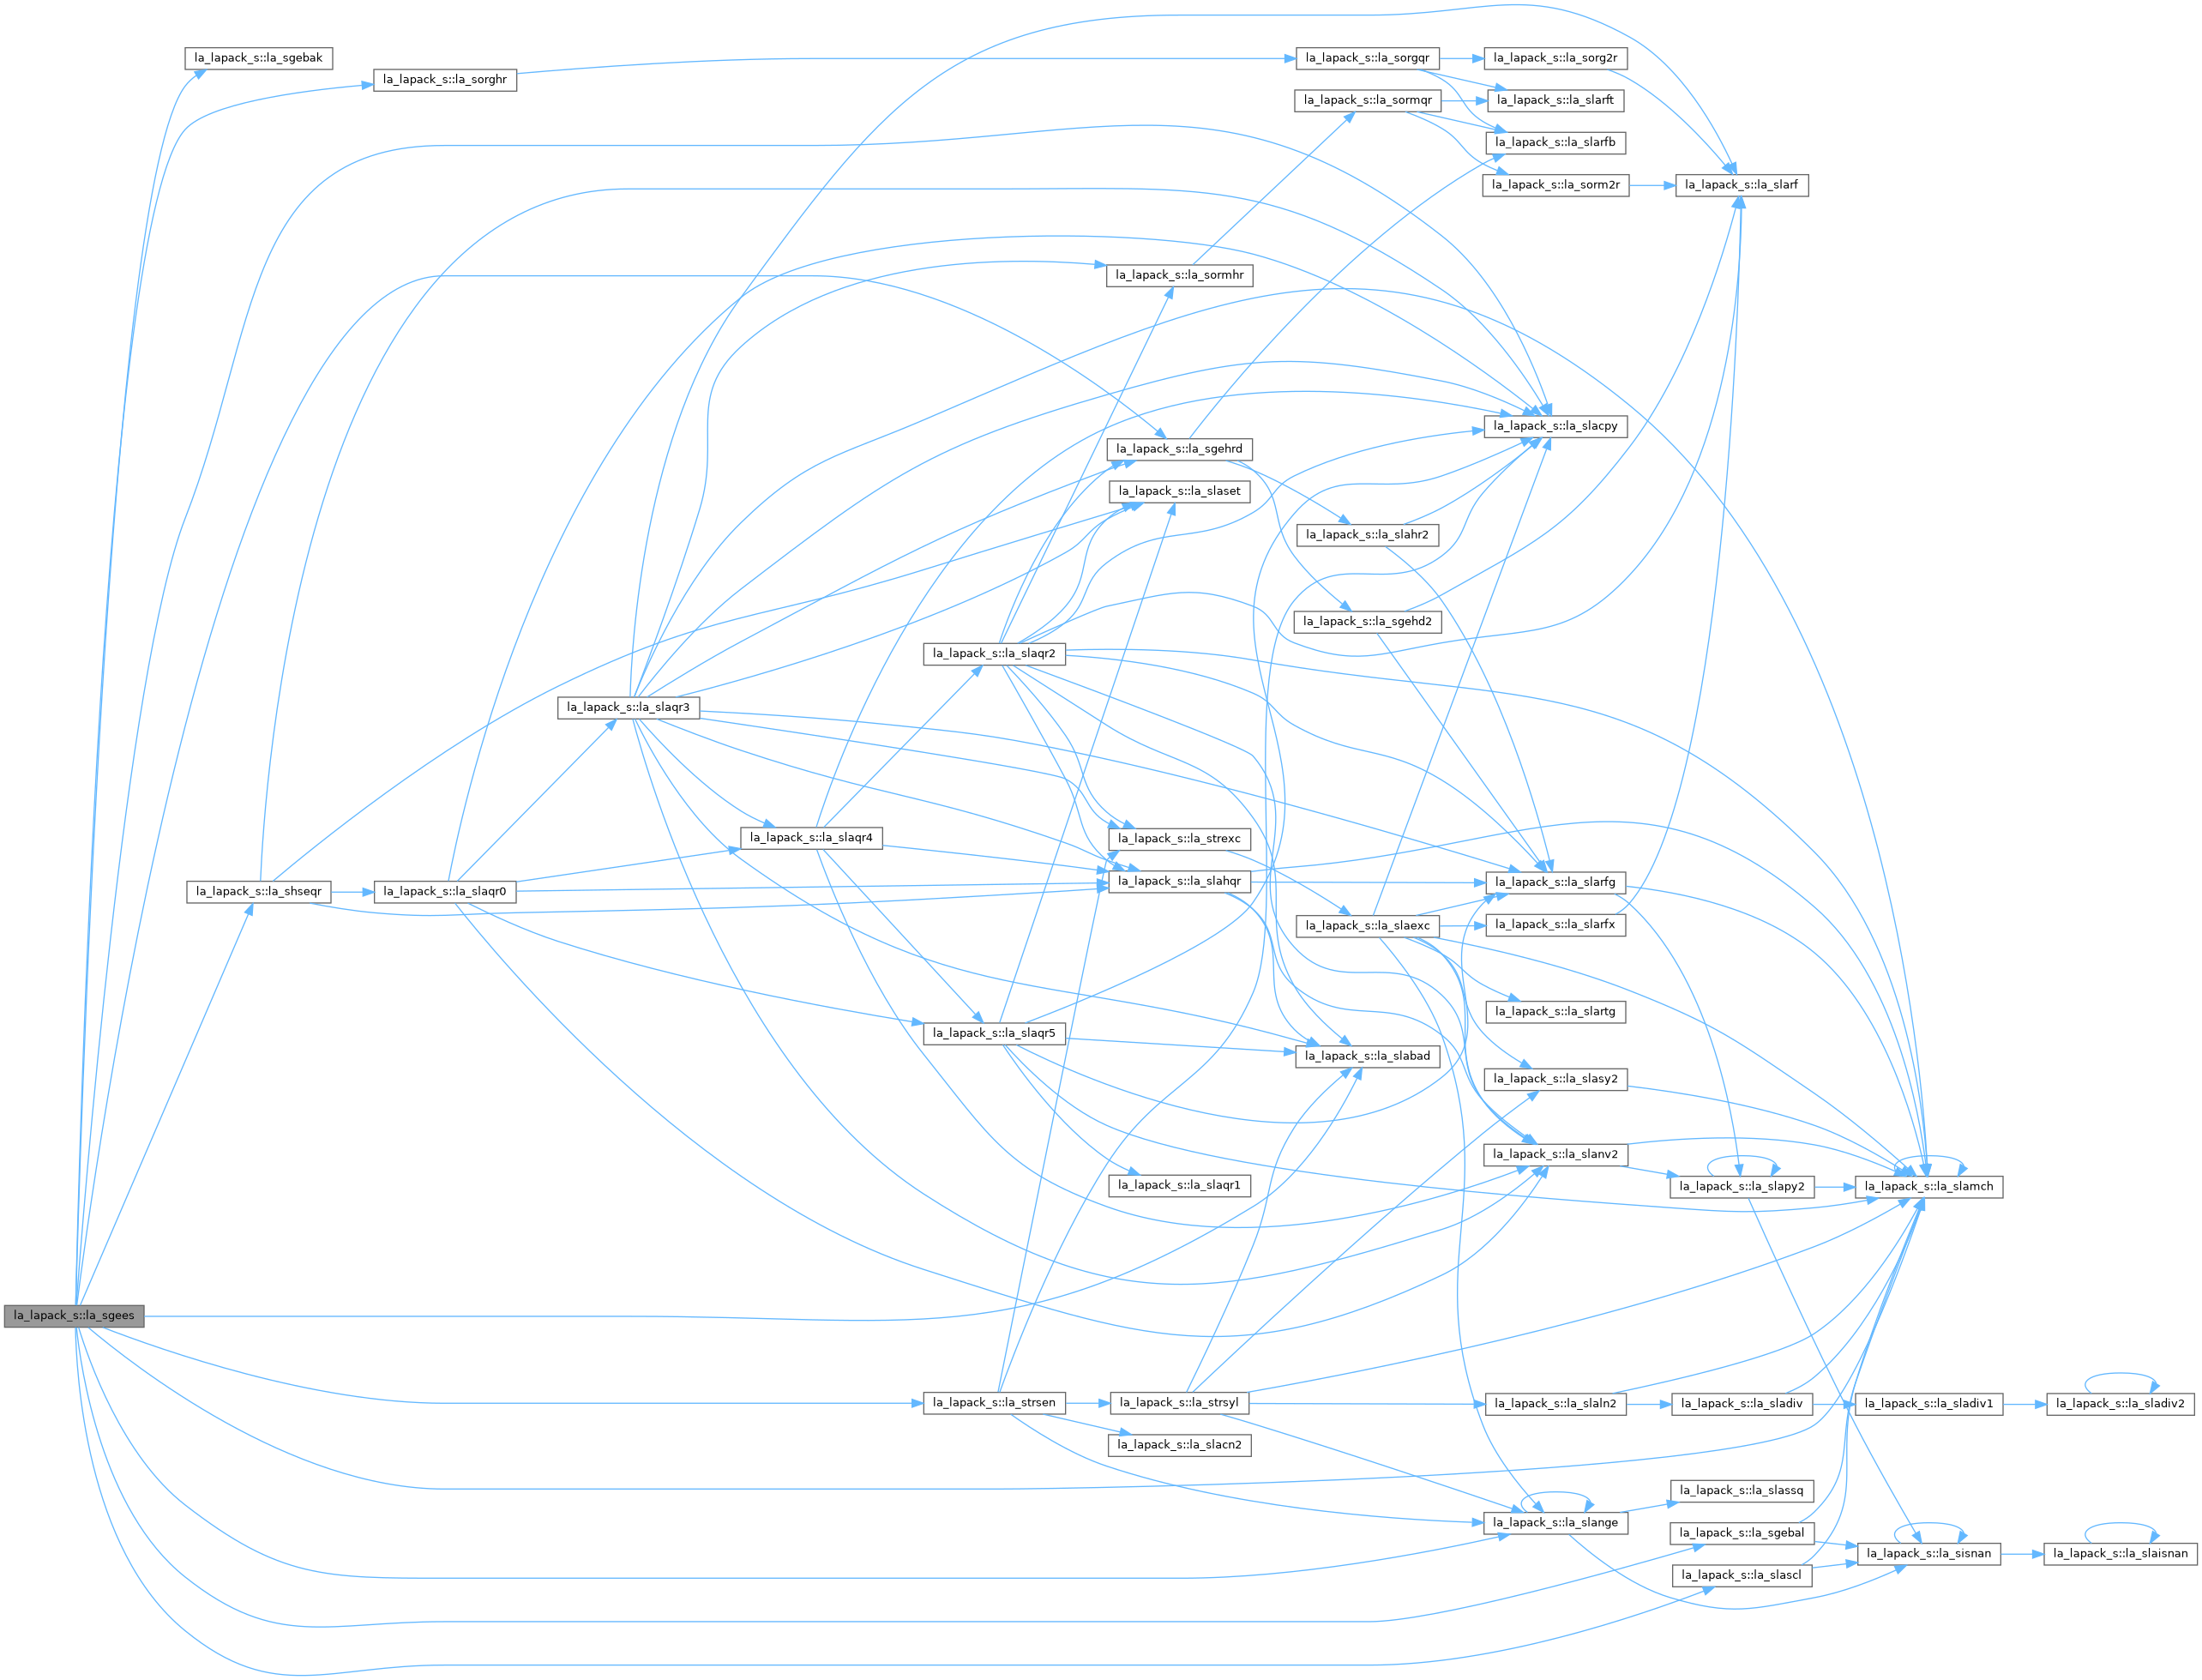 la_lapack_s::la_sgebak
la_lapack_s::la_sorghr
la_lapack_s::la_sorgqr
la_lapack_s::la_sorg2r
la_lapack_s::la_sormqr
la_lapack_s::la_slarft
la_lapack_s::la_slarfb
la_lapack_s::la_sorm2r
la_lapack_s::la_slarf
la_lapack_s::la_sormhr
la_lapack_s::la_slacpy
la_lapack_s::la_sgehrd
la_lapack_s::la_slaset
la_lapack_s::la_slahr2
la_lapack_s::la_sgehd2
la_lapack_s::la_slaqr2
la_lapack_s::la_slaqr3
la_lapack_s::la_slaqr4
la_lapack_s::la_strexc
la_lapack_s::la_shseqr
la_lapack_s::la_slaqr0
la_lapack_s::la_slahqr
la_lapack_s::la_slarfg
la_lapack_s::la_slaexc
la_lapack_s::la_slarfx
la_lapack_s::la_slartg
la_lapack_s::la_slaqr5
la_lapack_s::la_slabad
la_lapack_s::la_slasy2
la_lapack_s::la_slanv2
la_lapack_s::la_slaqr1
la_lapack_s::la_slapy2
la_lapack_s::la_slamch
la_lapack_s::la_sgees
la_lapack_s::la_strsen
la_lapack_s::la_strsyl
la_lapack_s::la_slaln2
la_lapack_s::la_sladiv
la_lapack_s::la_sladiv1
la_lapack_s::la_sladiv2
la_lapack_s::la_slacn2
la_lapack_s::la_slassq
la_lapack_s::la_slange
la_lapack_s::la_sgebal
la_lapack_s::la_sisnan
la_lapack_s::la_slaisnan
la_lapack_s::la_slascl